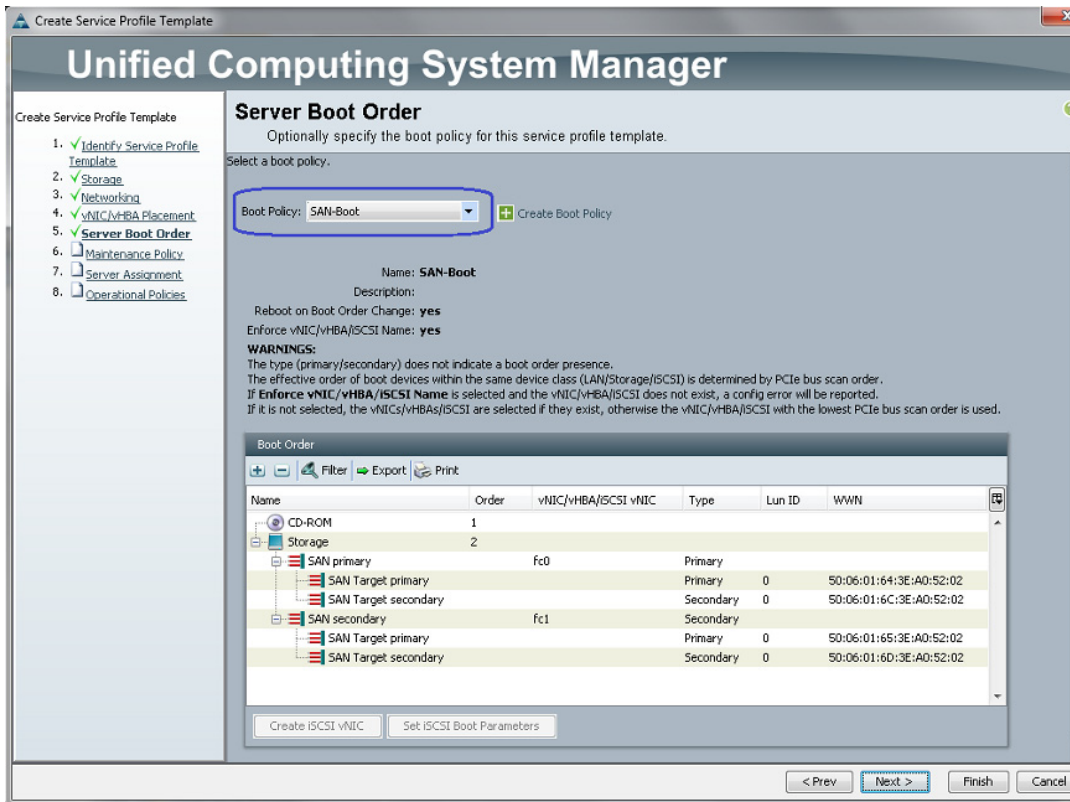 Create Service Profile Template
Unified Computing System Manager
Create Service Profile Template
1. Identify Service Profile
Template
2. Storage
3. Networking
4. vNIC/vHBA Placement
5. Server Boot Order
6. Maintenance Policy
7. Server Assignment
8. Operational Policies
Server Boot Order
Optionally specify the boot policy for this service profile template.
Select a boot policy.
Boot Policy: SAN-Boot
Create Boot Policy
Name: SAN-Boot
Description:
Reboot on Boot Order Change: yes
Enforce vNIC/vHBA/iSCSI Name: yes
WARNINGS:
The type (primary/secondary) does not indicate a boot order presence.
The effective order of boot devices within the same device class (LAN/Storage/iSCSI) is determined by PCIe bus scan order.
If Enforce vNIC/vHBA/iSCSI Name is selected and the vNIC/vHBA/iSCSI does not exist, a config error will be reported.
If it is not selected, the vNICs/vHBAs/iSCSI are selected if they exist, otherwise the vNIC/vHBA/iSCSI with the lowest PCIe bus scan order is used.
Boot Order
Filter Export Print
Name Order vNIC/vHBA/iSCSI vNIC Type Lun ID WWN
CD-ROM 1
Storage 2
SAN primary fc0 Primary
SAN Target primary Primary 0 50:06:01:64:3E:A0:52:02
SAN Target secondary Secondary 0 50:06:01:6C:3E:A0:52:02
SAN secondary fc1 Secondary
SAN Target primary Primary 0 50:06:01:65:3E:A0:52:02
SAN Target secondary Secondary 0 50:06:01:6D:3E:A0:52:02
Create iSCSI vNIC Set iSCSI Boot Parameters
< Prev Next > Finish Cancel